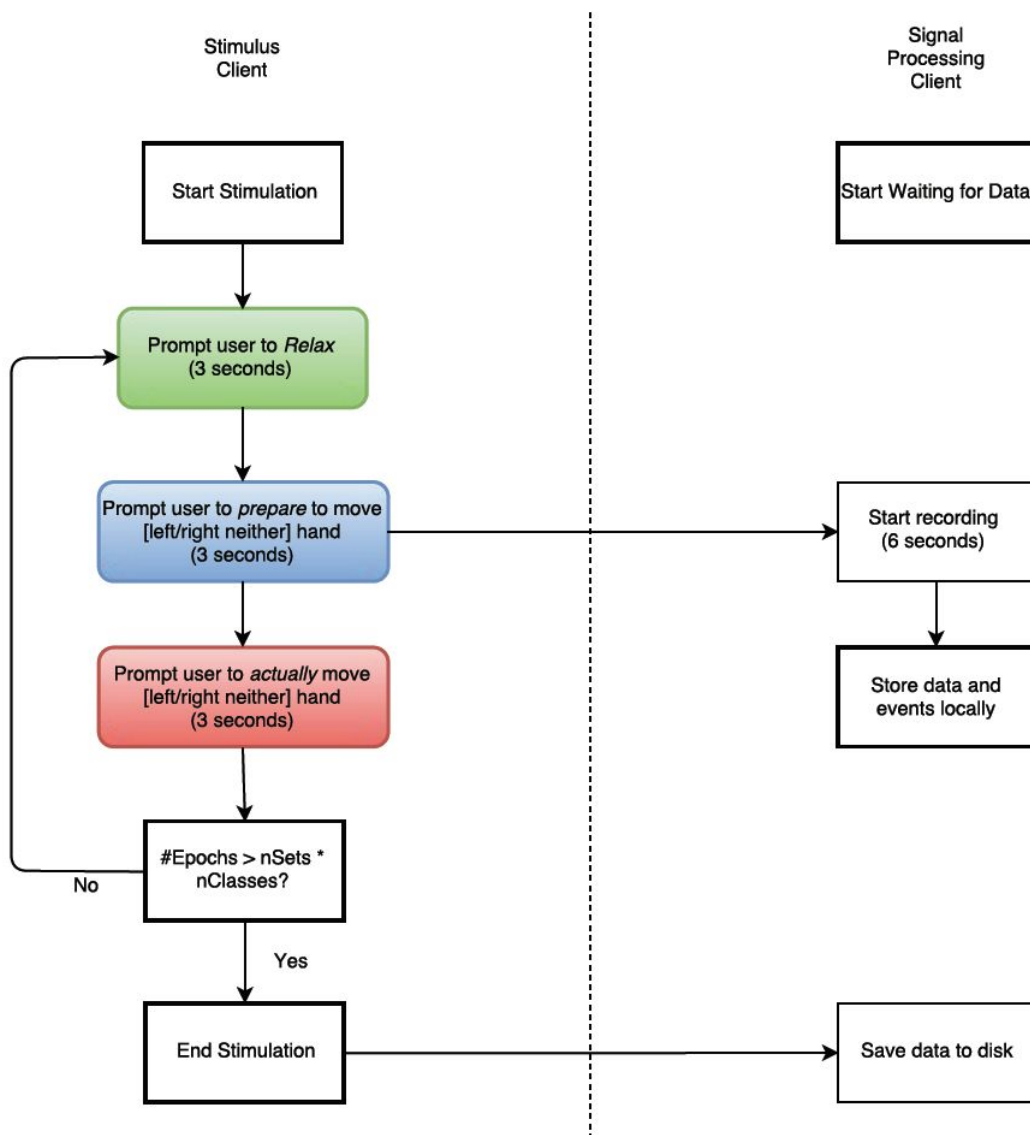 Stimulus
Client
Signal
Processing
Client
Start Stimulation
Start Waiting for Data
Prompt user to Relax
(3 seconds)
Prompt user to prepare to move
[left/right neither] hand
(3 seconds)
Start recording
(6 seconds)
Prompt user to actually move
[left/right neither] hand
(3 seconds)
Store data and
events locally
#Epochs > nSets *
nClasses?
No
Yes
End Stimulation
Save data to disk